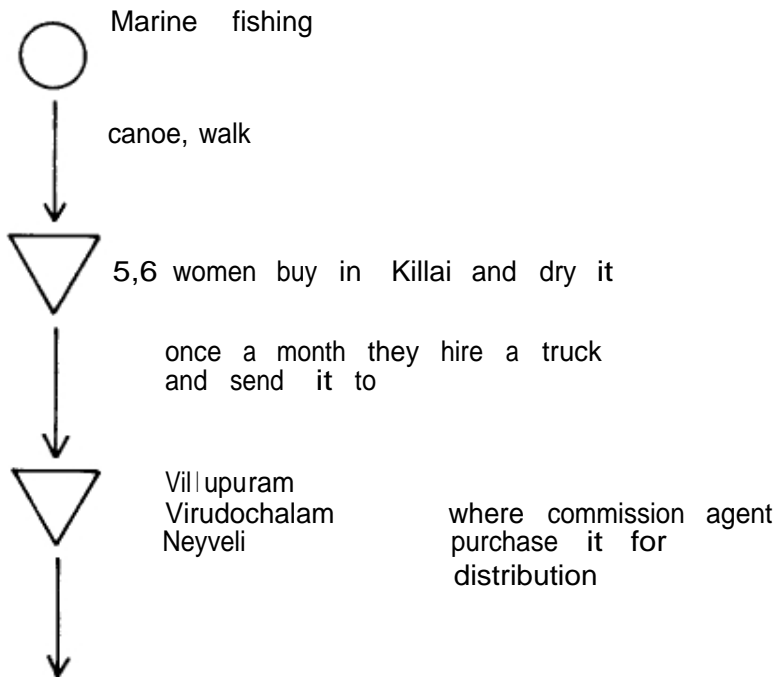 Marine fishing
canoe, walk
5,6 women buy in Killai and dry it
once a month they hire a truck
and send it to
Villupuram
Virudochalam where commission agent
Neyveli purchase it for
distribution